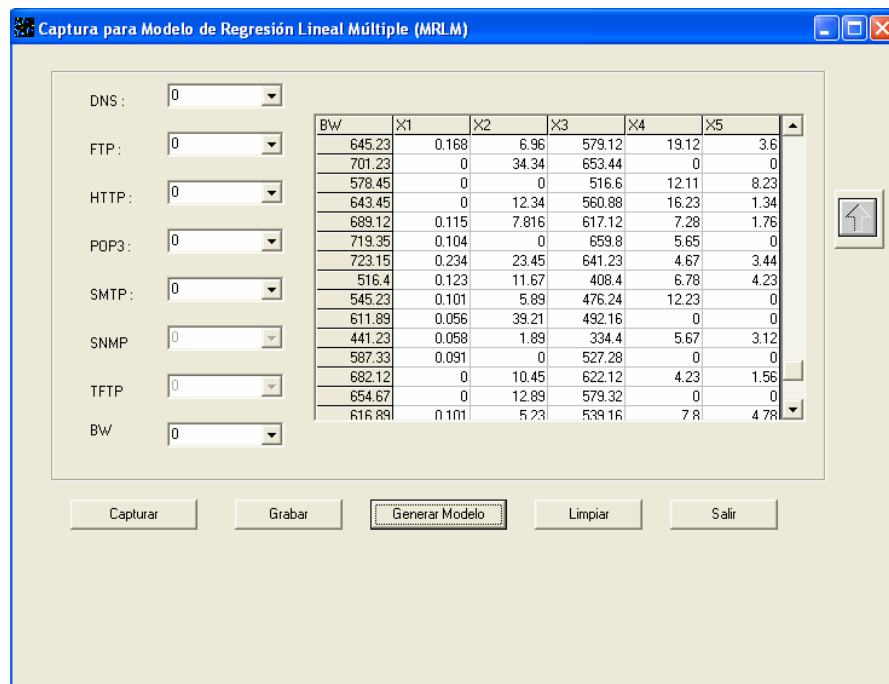 Captura para Modelo de Regresión Lineal Múltiple (MRLM)
DNS : 0
FTP : 0
HTTP : 0
POP3 : 0
SMTP : 0
SNMP 0
TFTP 0
BW 0
BW X1 X2 X3 X4 X5
645.23 0.168 6.96 579.12 19.12 3.6
701.23 0 34.34 653.44 0 0
578.45 0 0 516.6 12.11 8.23
643.45 0 12.34 560.88 16.23 1.34
689.12 0.115 7.816 617.12 7.28 1.76
719.35 0.104 0 659.8 5.65 0
723.15 0.234 23.45 641.23 4.67 3.44
516.4 0.123 11.67 408.4 6.78 4.23
545.23 0.101 5.89 476.24 12.23 0
611.89 0.056 39.21 492.16 0 0
441.23 0.058 1.89 334.4 5.67 3.12
587.33 0.091 0 527.28 0 0
682.12 0 10.45 622.12 4.23 1.56
654.67 0 12.89 579.32 0 0
616.89 0.101 5.23 539.16 7.8 4.78
Capturar Grabar Generar Modelo Limpiar Salir